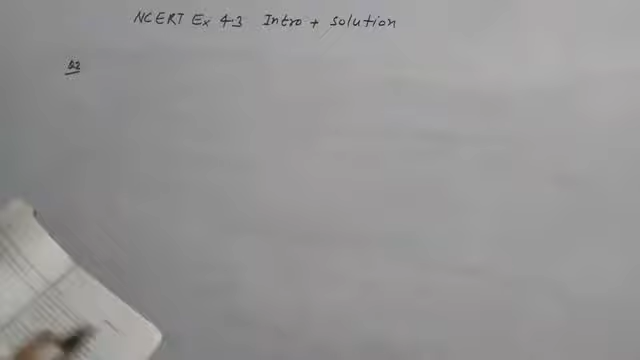 NCERT Ex 4.3 Intro + Solution
Q2